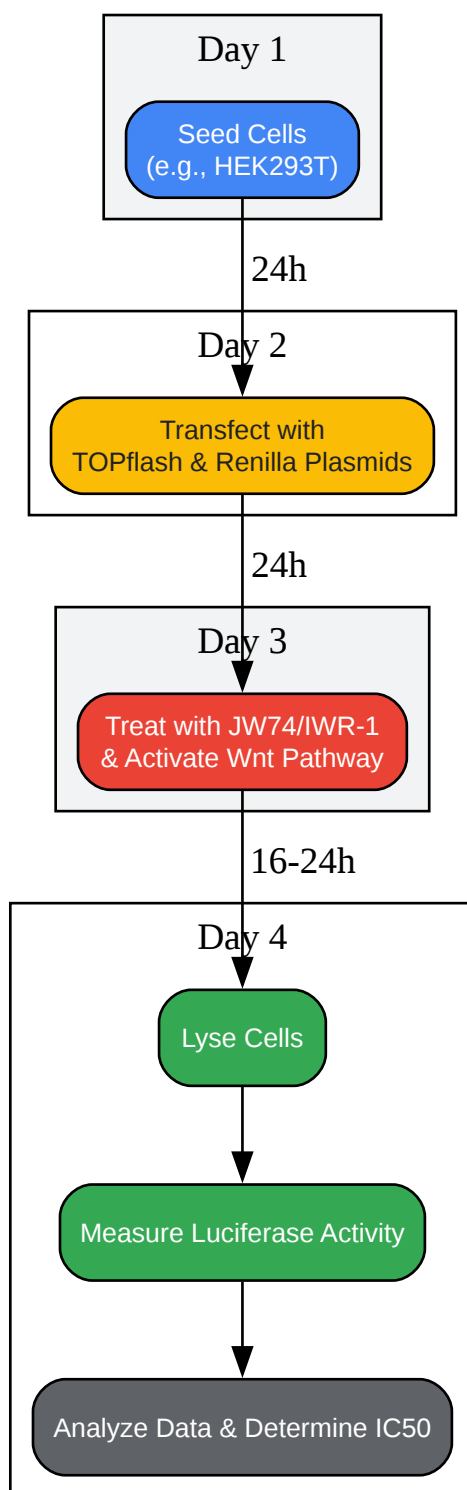 Day 1
Seed Cells
(e.g., HEK293T)
24h
Day 2
Transfect with
TOPflash & Renilla Plasmids
24h
Day 3
Treat with JW74/IWR-1
& Activate Wnt Pathway
16-24h
Day 4
Lyse Cells
Measure Luciferase Activity
Analyze Data & Determine IC50